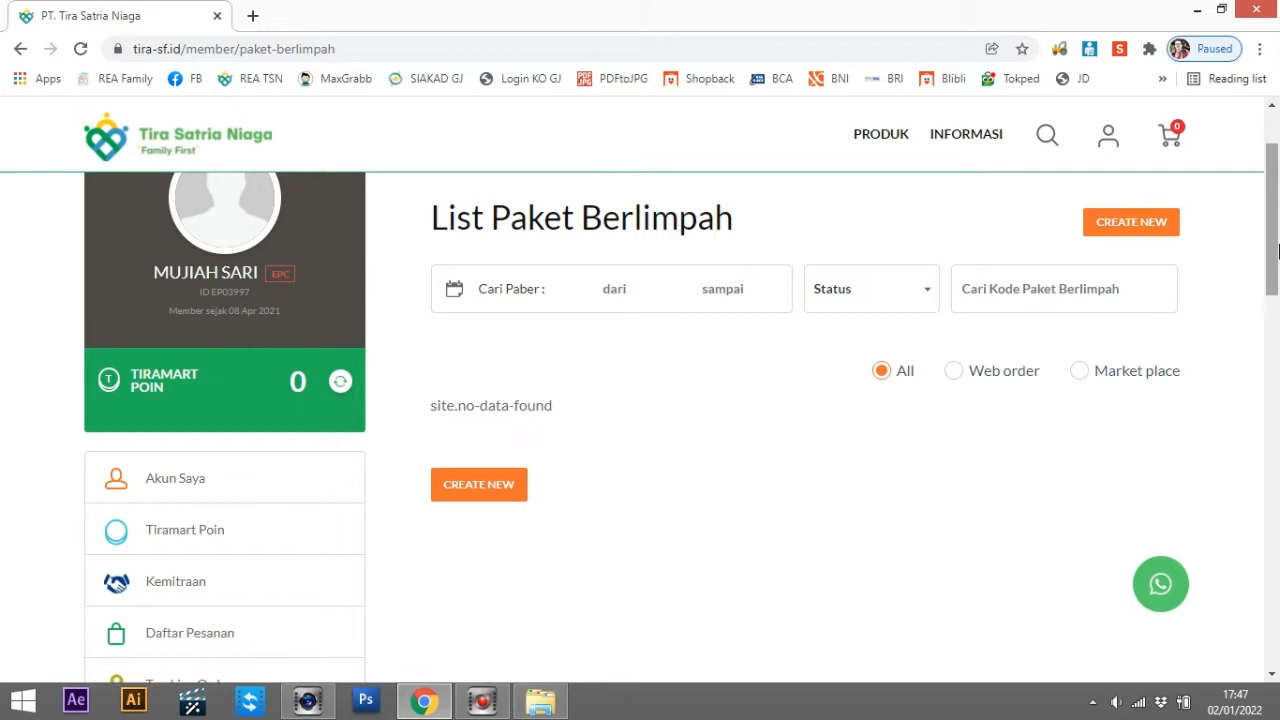 PT. Tira Satria Niaga
tira-sf.id/member/paket-berlimpah
Paused
Apps REA Family FB REA TSN MaxGrabb SIAKAD GJ Login KO GJ PDFtoJPG Shopback BCA BNI BRI Blibli Tokped JD » Reading list
Tira Satria Niaga
"Family First"
PRODUK INFORMASI 0
List Paket Berlimpah
CREATE NEW
MUJIAH SARI EPC
ID EP03997
Member sejak 08 Apr 2021
Cari Paber : dari sampai Status Cari Kode Paket Berlimpah
TIRAMART
POIN
0
All Web order Market place
site.no-data-found
CREATE NEW
Akun Saya
Tiramart Poin
Kemitraan
Daftar Pesanan
Ae Ai Ps
17:47
02/01/2022